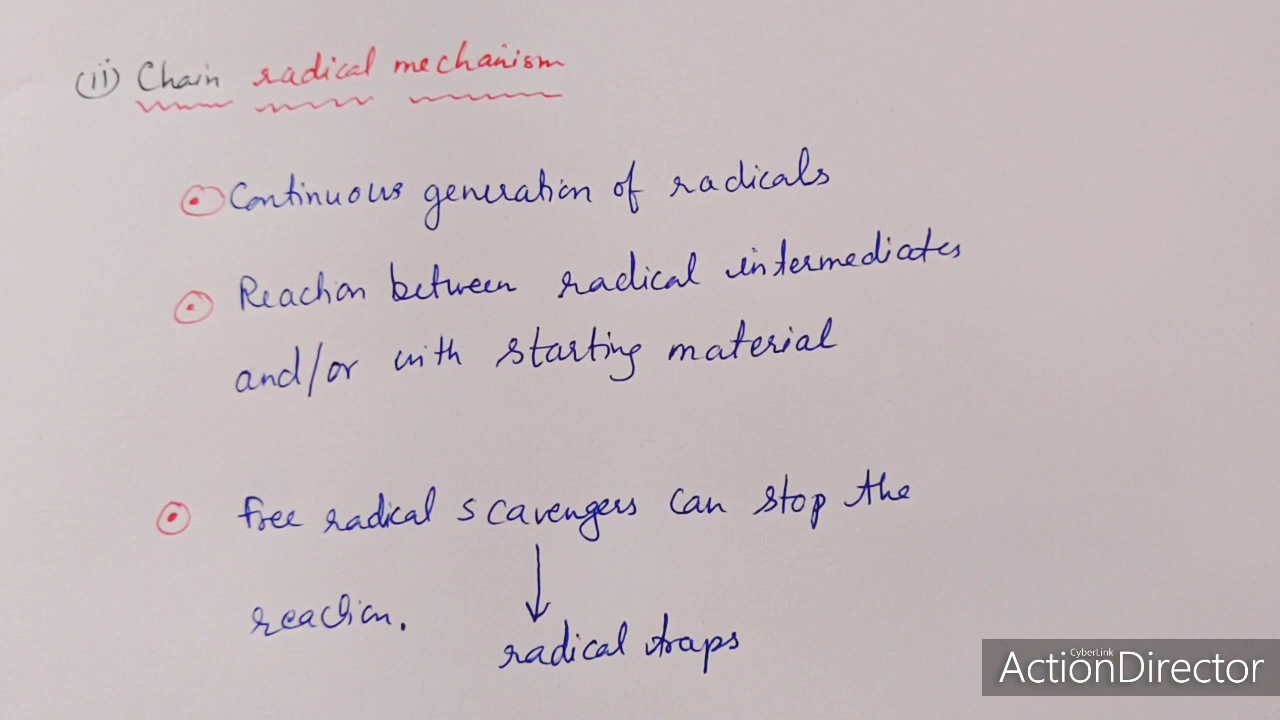 (ii) Chain radical mechanism
Continuous generation of radicals
Reaction between radical intermediates
and/or with starting material
free radical scavengers can stop the
reaction.
radical traps
CyberLink
ActionDirector